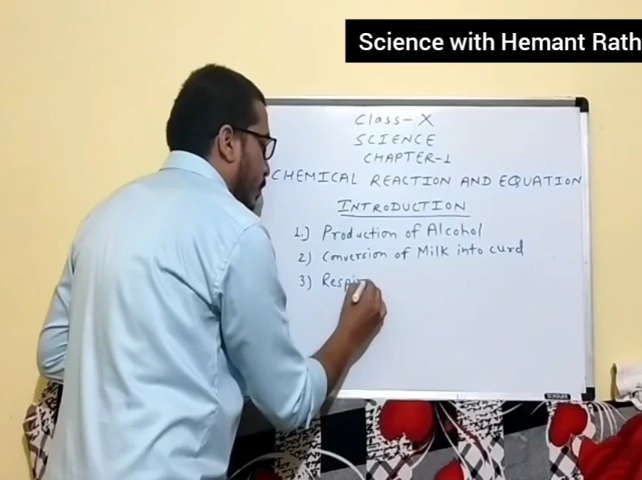 Science with Hemant Rath
Class-X
SCIENCE
CHAPTER-1
CHEMICAL REACTION AND EQUATION
INTRODUCTION
1.) Production of Alcohol
2) Conversion of Milk into curd
3) Respi